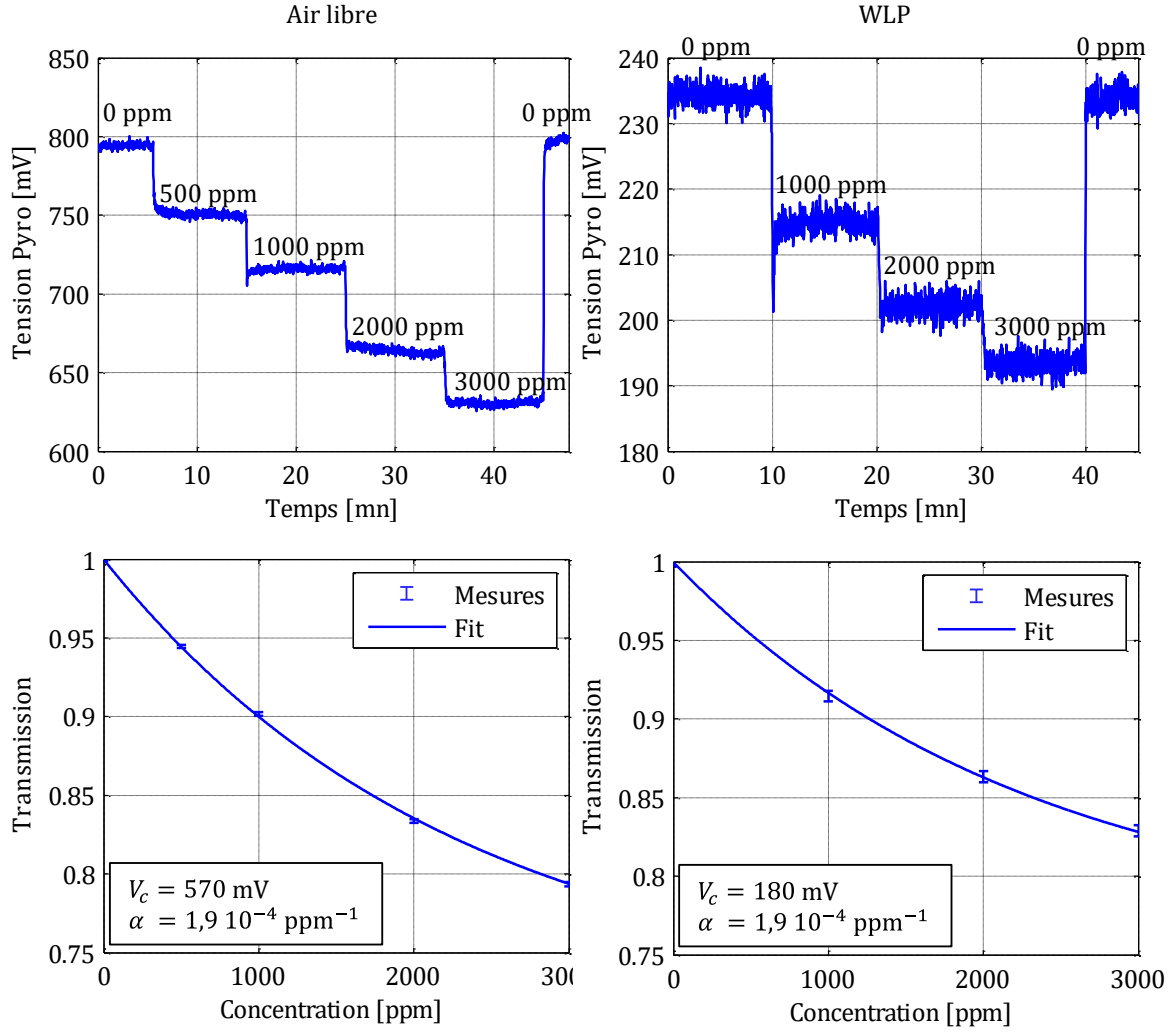 Air libre
850
800
750
700
650
600
Tension Pyro [mV]
0 ppm
500 ppm
1000 ppm
2000 ppm
3000 ppm
0 ppm
0
10
20
30
40
Temps [mn]
WLP
240
230
220
210
200
190
180
Tension Pyro [mV]
0 ppm
1000 ppm
2000 ppm
3000 ppm
0 ppm
0
10
20
30
40
Temps [mn]
1
0.95
0.9
0.85
0.8
0.75
Transmission
Mesures
Fit
V_c = 570 mV
α = 1,9 10⁻⁴ ppm⁻¹
0
1000
2000
300
Concentration [ppm]
1
0.95
0.9
0.85
0.8
0.75
Transmission
Mesures
Fit
V_c = 180 mV
α = 1,9 10⁻⁴ ppm⁻¹
0
1000
2000
3000
Concentration [ppm]